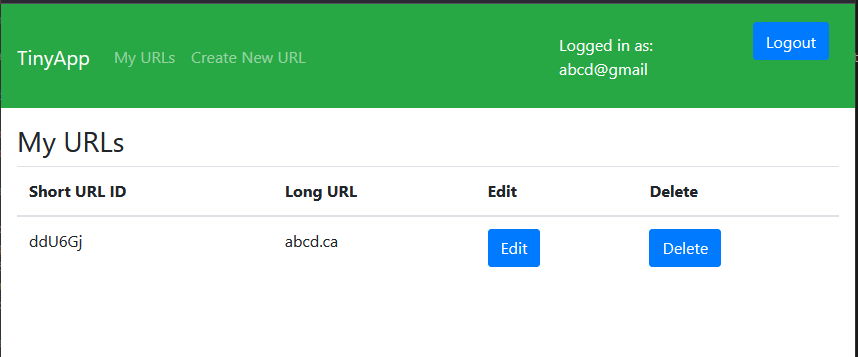 TinyApp My URLs Create New URL
Logged in as:
abcd@gmail
Logout
My URLs
Short URL ID Long URL Edit Delete
ddU6Gj abcd.ca Edit Delete